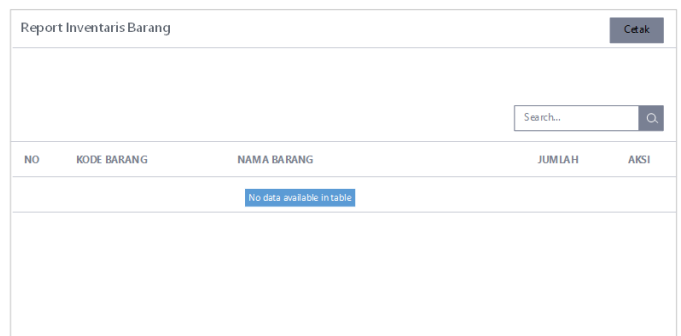 Report Inventaris Barang
Cetak
Search...
NO KODE BARANG NAMA BARANG JUMLAH AKSI
No data available in table